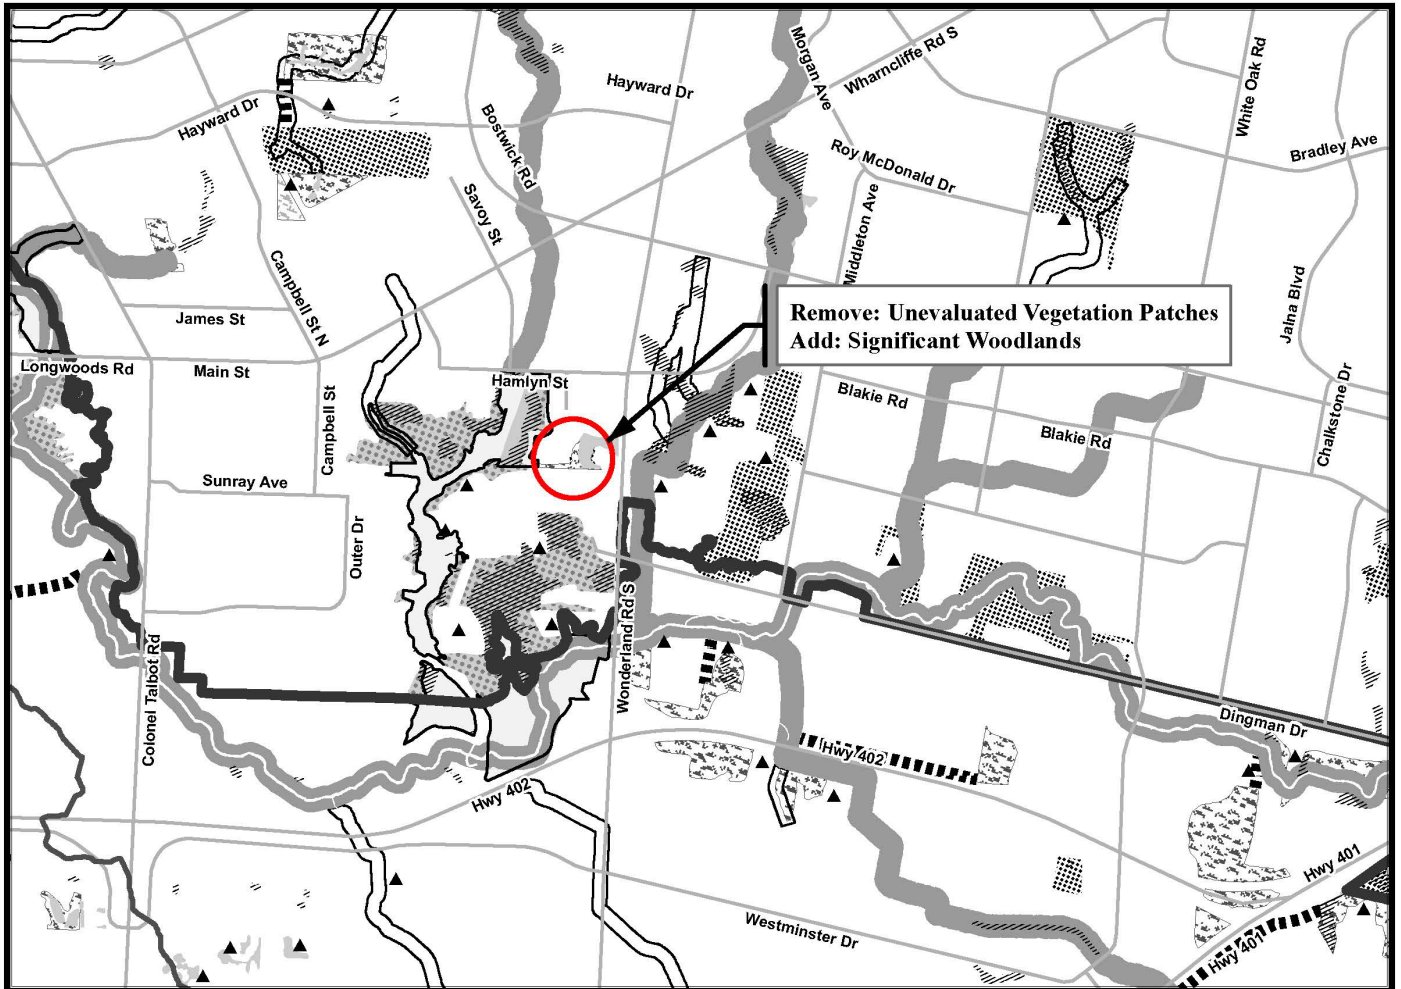 Hayward Dr
Hayward Dr
Bostwick Rd
Savoy St
Morgan Ave
Wharncliffe Rd S
White Oak Rd
Bradley Ave
Roy McDonald Dr
Middleton Ave
Campbell St N
James St
Longwoods Rd
Main St
Campbell St
Hamlyn St
Remove: Unevaluated Vegetation Patches
Add: Significant Woodlands
Jalna Blvd
Chalkstone Dr
Blakie Rd
Blakie Rd
Sunray Ave
Outer Dr
Colonel Talbot Rd
Wonderland Rd S
Dingman Dr
Hwy 402
Hwy 402
Hwy 401
Hwy 401
Westminster Dr